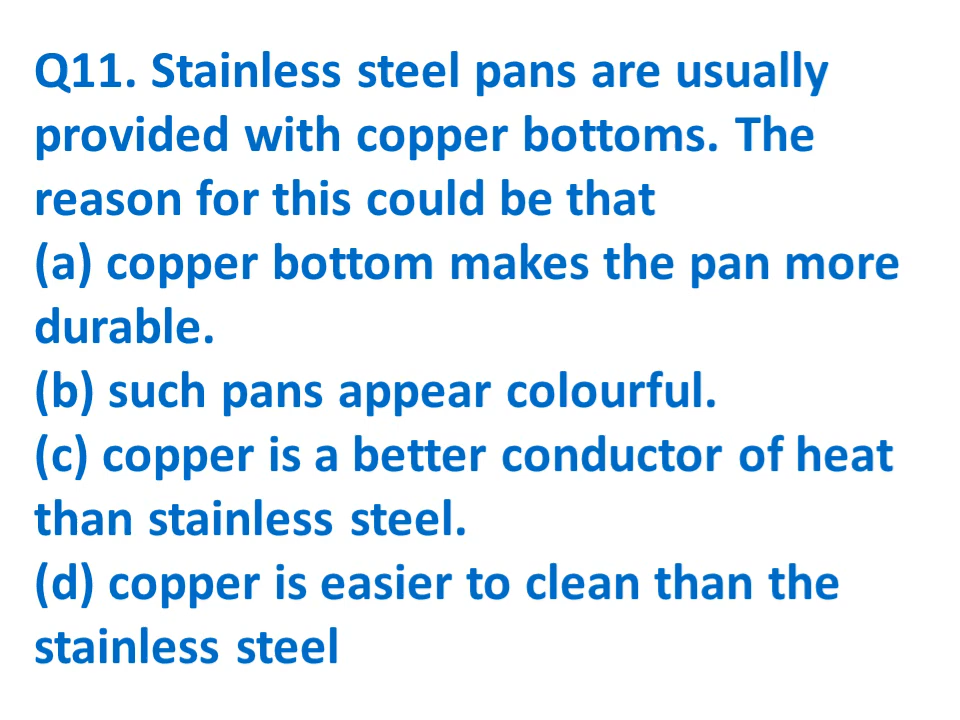 Q11. Stainless steel pans are usually
provided with copper bottoms. The
reason for this could be that
(a) copper bottom makes the pan more
durable.
(b) such pans appear colourful.
(c) copper is a better conductor of heat
than stainless steel.
(d) copper is easier to clean than the
stainless steel